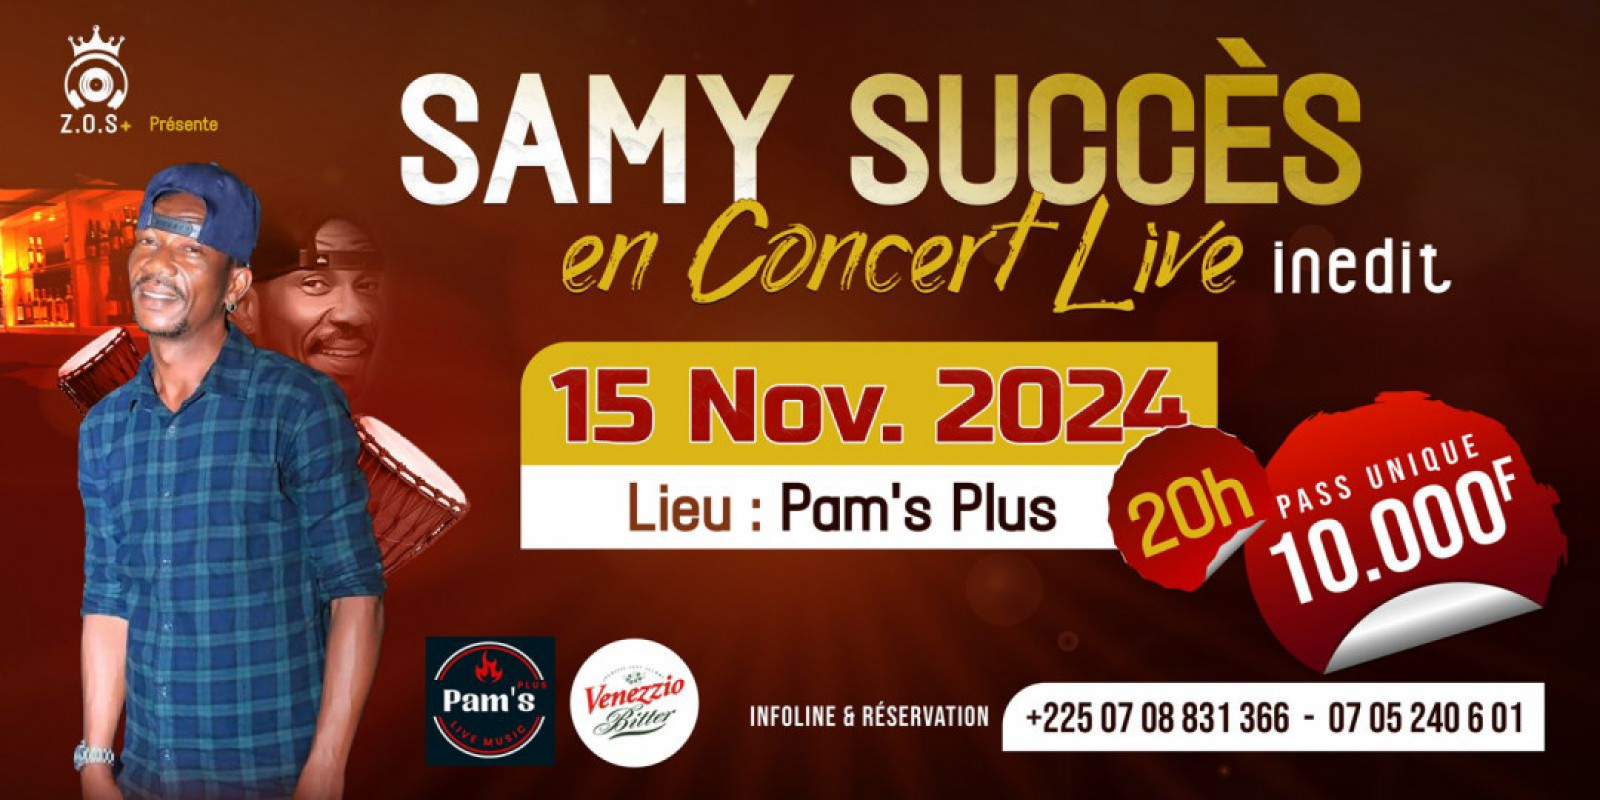 Z.O.S+ Présente
SAMY SUCCÈS
en Concert Live inedit
15 Nov. 2024
Lieu : Pam's Plus
20h
PASS UNIQUE
10.000F
PLUS
Pam's
LIVE MUSIC
Venezzio
Bitter
INFOLINE & RÉSERVATION
+225 07 08 831 366 - 07 05 240 6 01